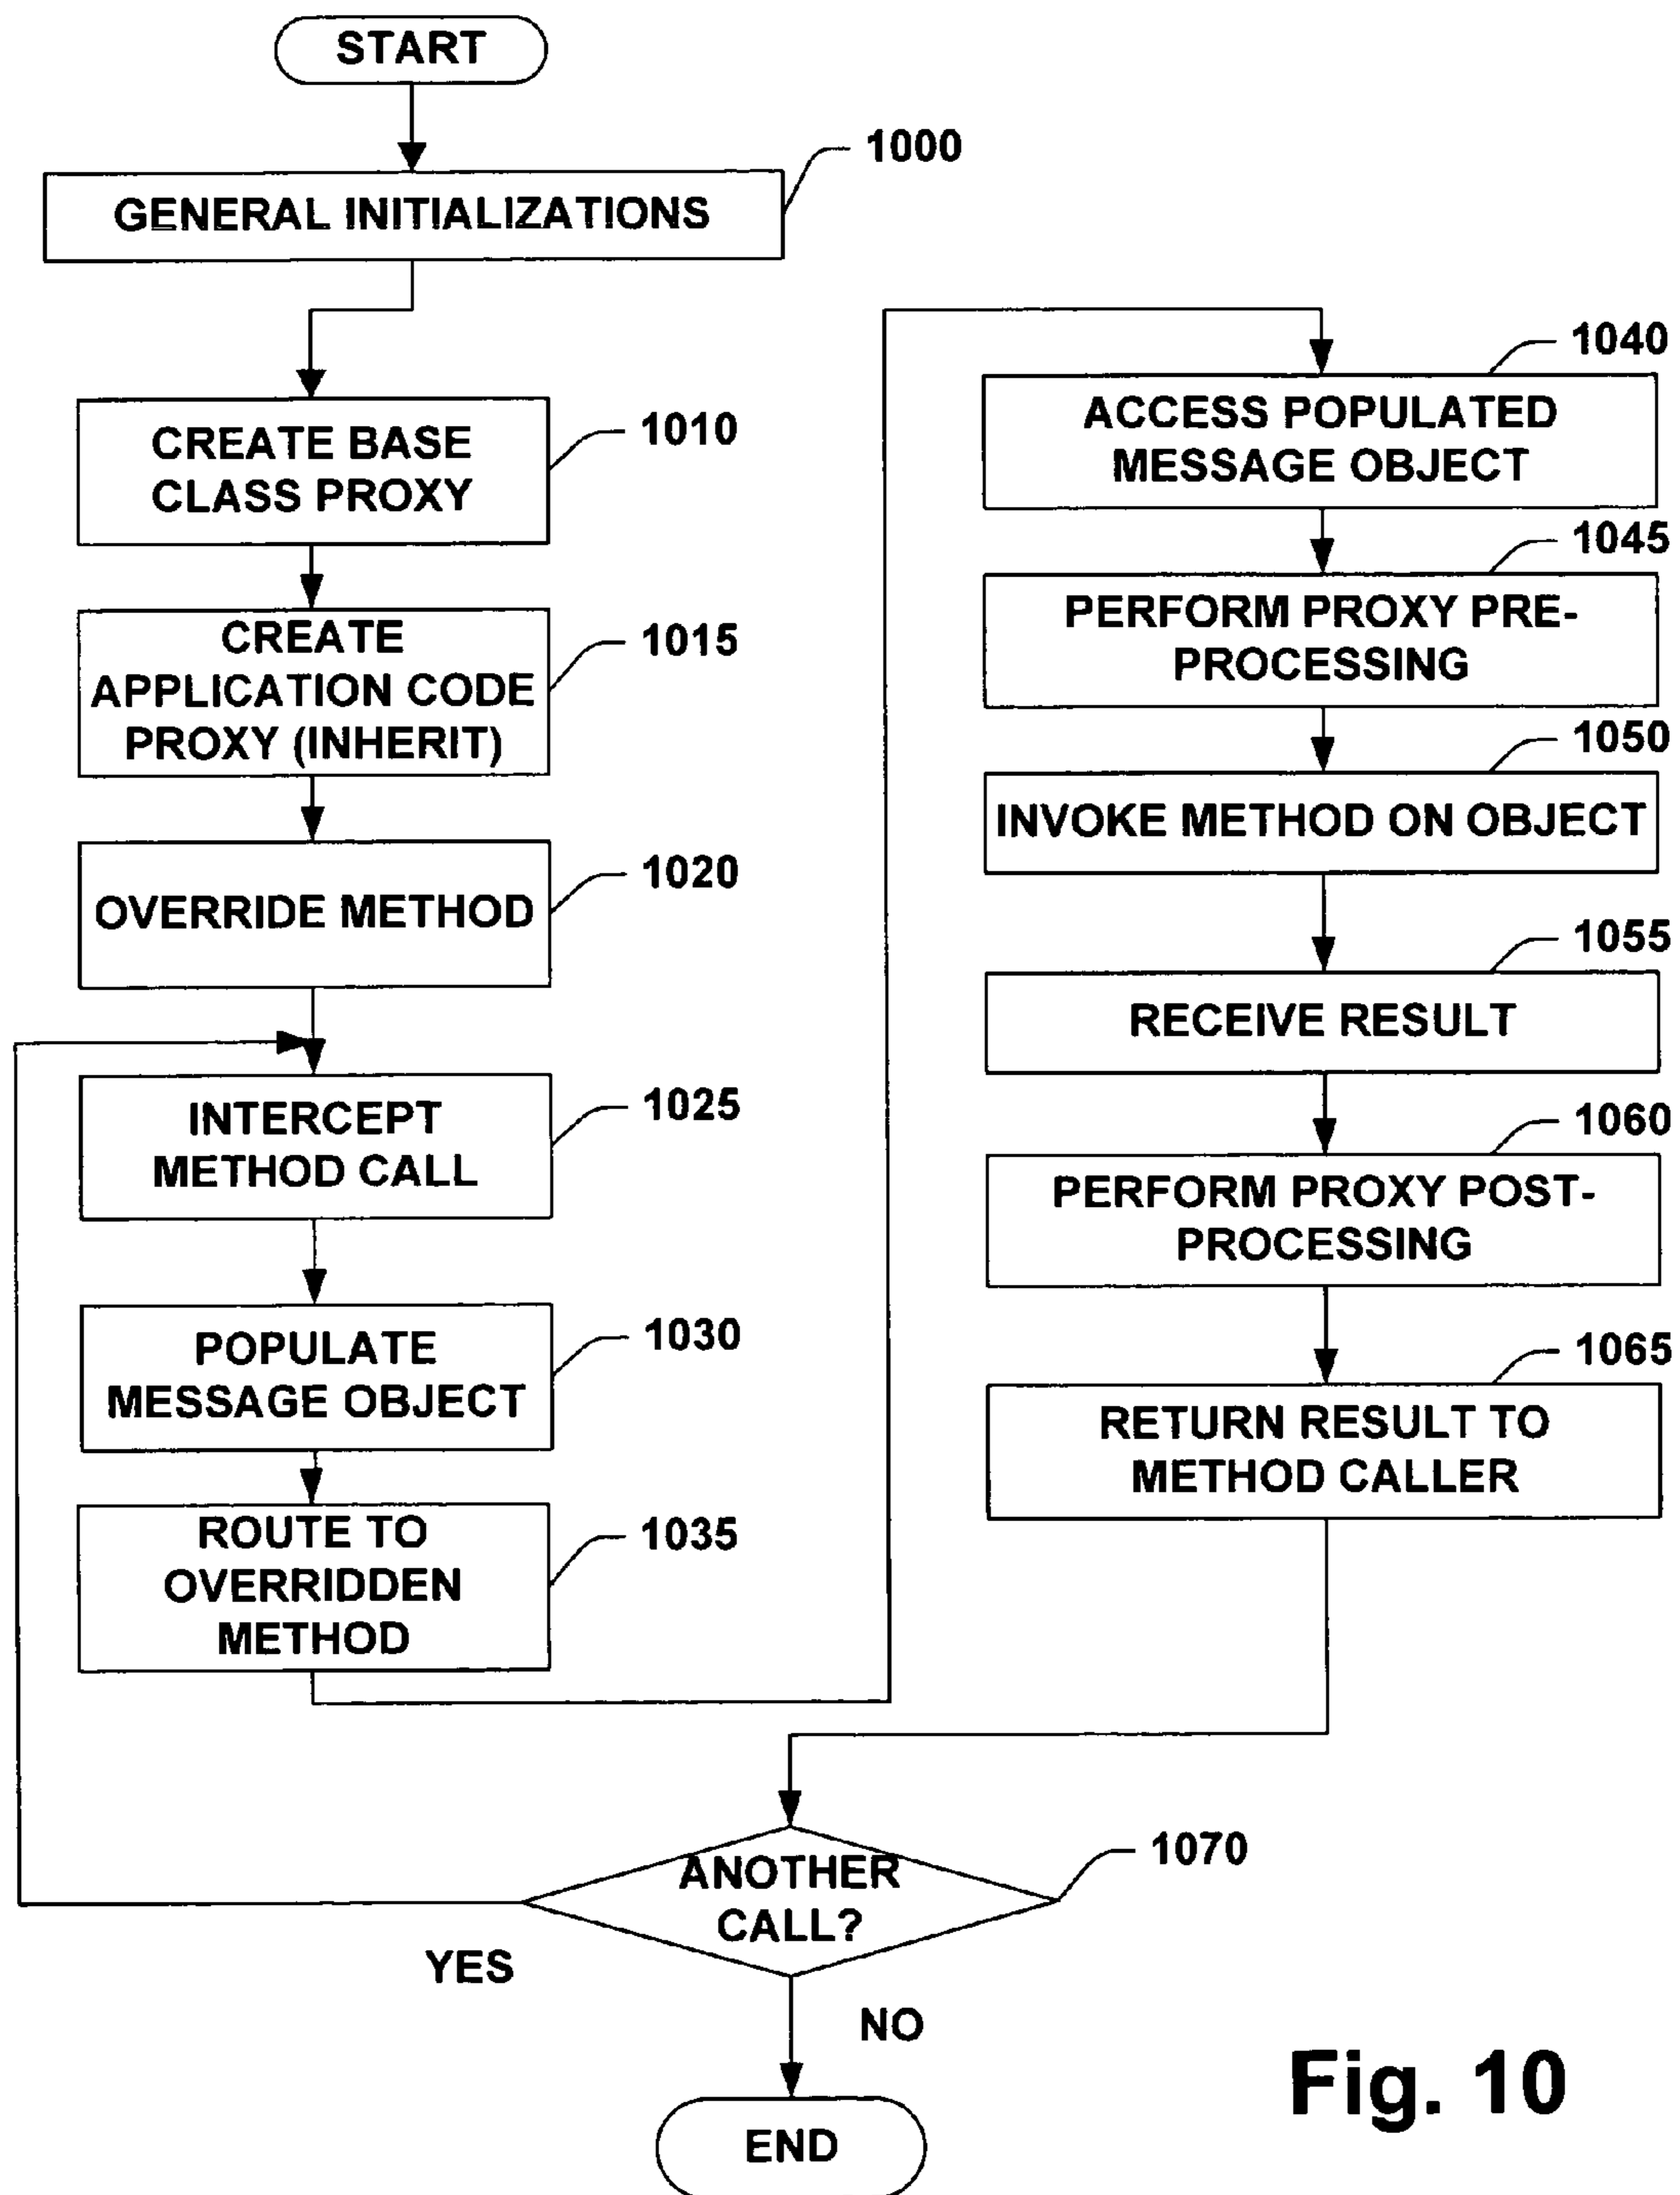 START
1000
GENERAL INITIALIZATIONS
CREATE BASE
CLASS PROXY
1010
CREATE
APPLICATION CODE
PROXY (INHERIT)
1015
OVERRIDE METHOD
1020
INTERCEPT
METHOD CALL
1025
POPULATE
MESSAGE OBJECT
1030
ROUTE TO
OVERRIDDEN
METHOD
1035
1040
ACCESS POPULATED
MESSAGE OBJECT
1045
PERFORM PROXY PRE-
PROCESSING
1050
INVOKE METHOD ON OBJECT
1055
RECEIVE RESULT
1060
PERFORM PROXY POST-
PROCESSING
1065
RETURN RESULT TO
METHOD CALLER
1070
ANOTHER
CALL?
YES
NO
END
Fig. 10